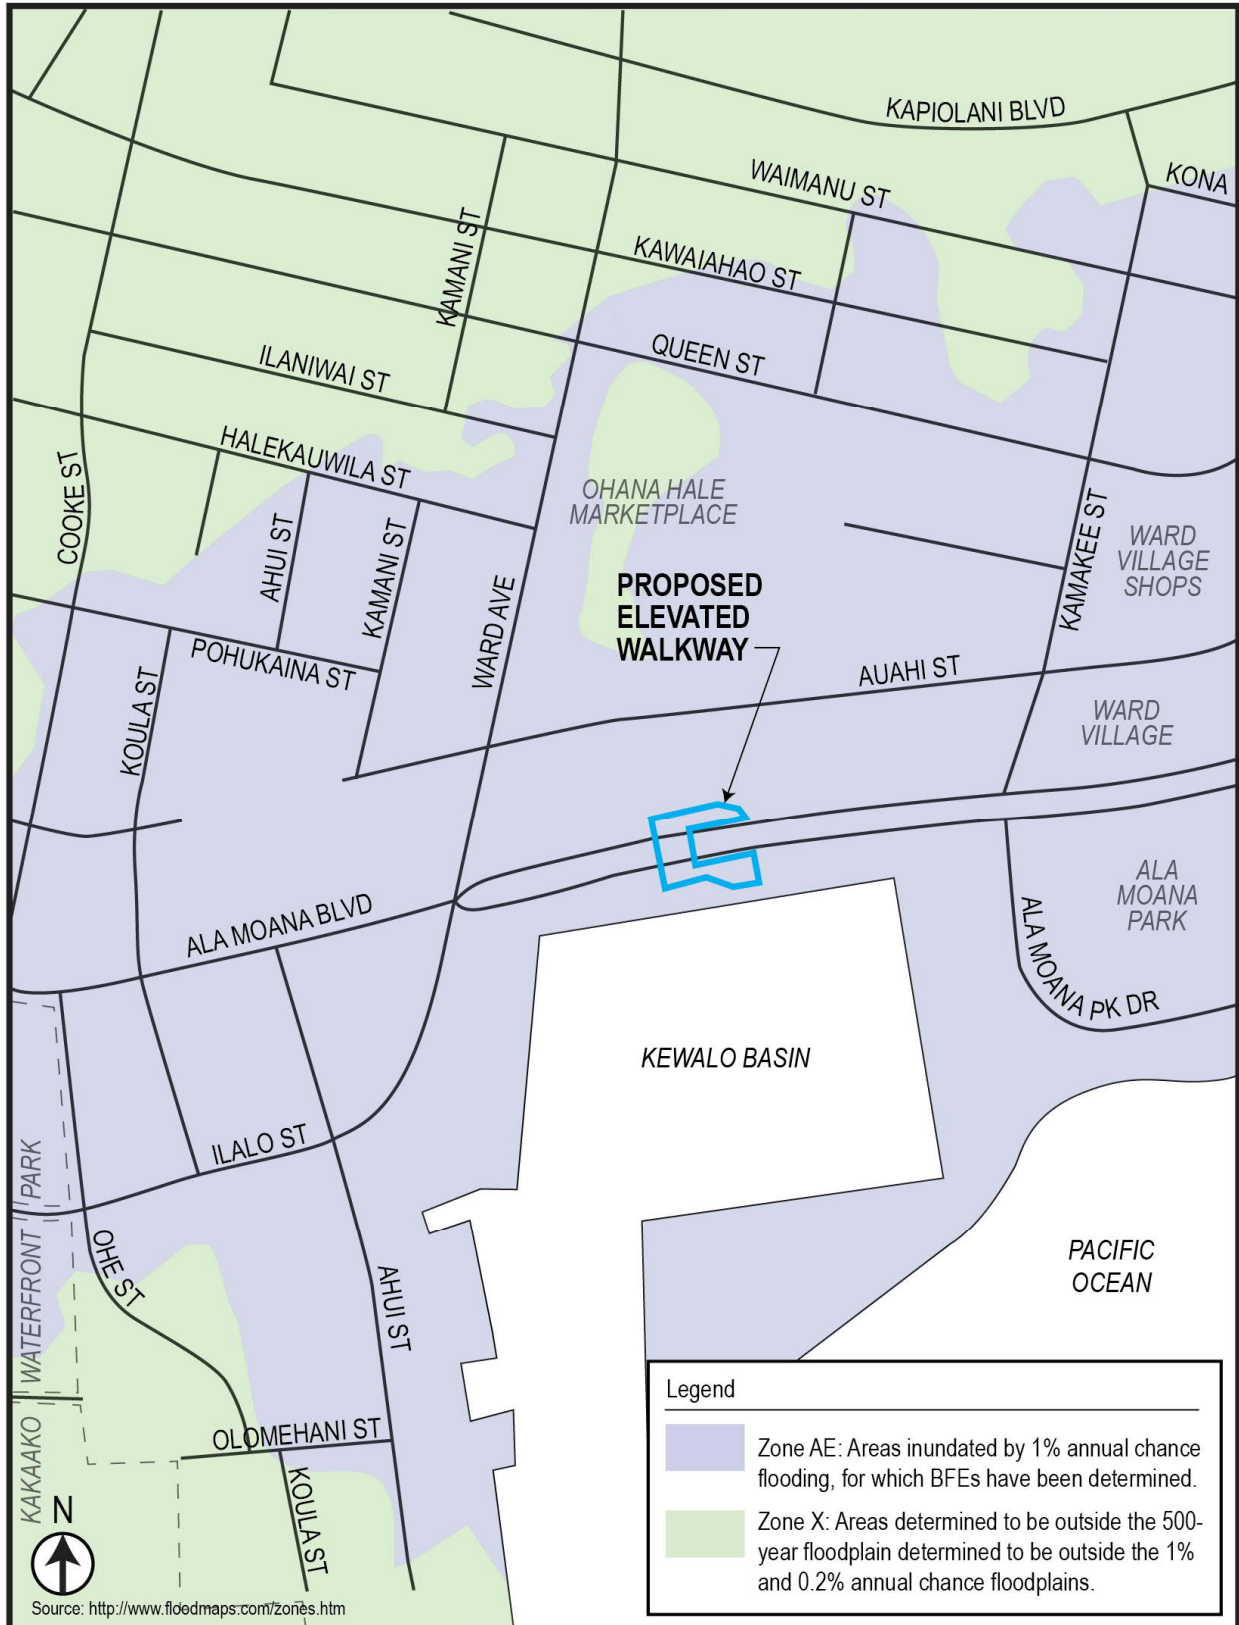 KAPIOLANI BLVD
WAIMANU ST
KONA
KAMANI ST
KAWAIAHAO ST
ILANIWAI ST
QUEEN ST
HALEKAUWILA ST
COOKE ST
OHANA HALE
MARKETPLACE
AHUI ST
KAMANI ST
KAMAKEE ST
WARD
VILLAGE
SHOPS
PROPOSED
ELEVATED
WALKWAY
WARD AVE
POHUKAINA ST
KOULA ST
AUAHI ST
WARD
VILLAGE
ALA
MOANA
PARK
ALA MOANA BLVD
ALA MOANA PK DR
KEWALO BASIN
ILALO ST
KAKAAKO WATERFRONT PARK
OHE ST
AHUI ST
PACIFIC
OCEAN
OLOMEHANI ST
KOULA ST
N
Source: http://www.floodmaps.com/zones.htm
Legend
Zone AE: Areas inundated by 1% annual chance
flooding, for which BFEs have been determined.
Zone X: Areas determined to be outside the 500-
year floodplain determined to be outside the 1%
and 0.2% annual chance floodplains.